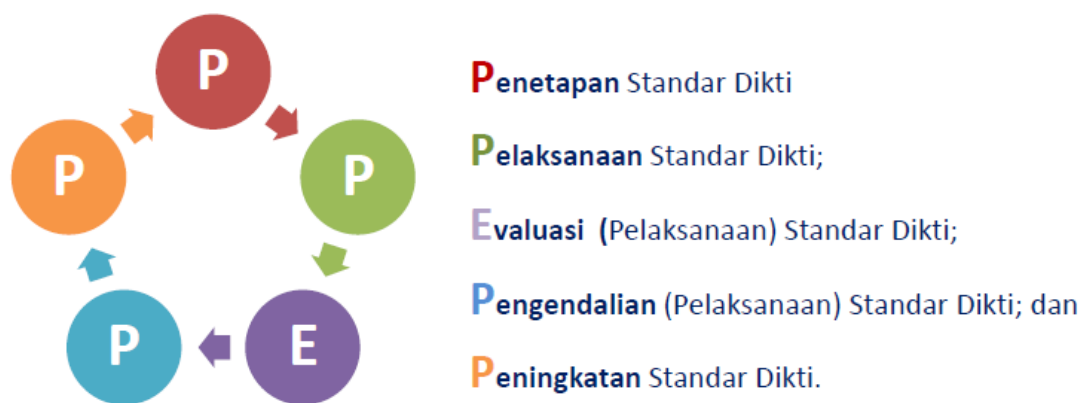 P
P
P
P
E
Penetapan Standar Dikti
Pelaksanaan Standar Dikti;
Evaluasi (Pelaksanaan) Standar Dikti;
Pengendalian (Pelaksanaan) Standar Dikti; dan
Peningkatan Standar Dikti.